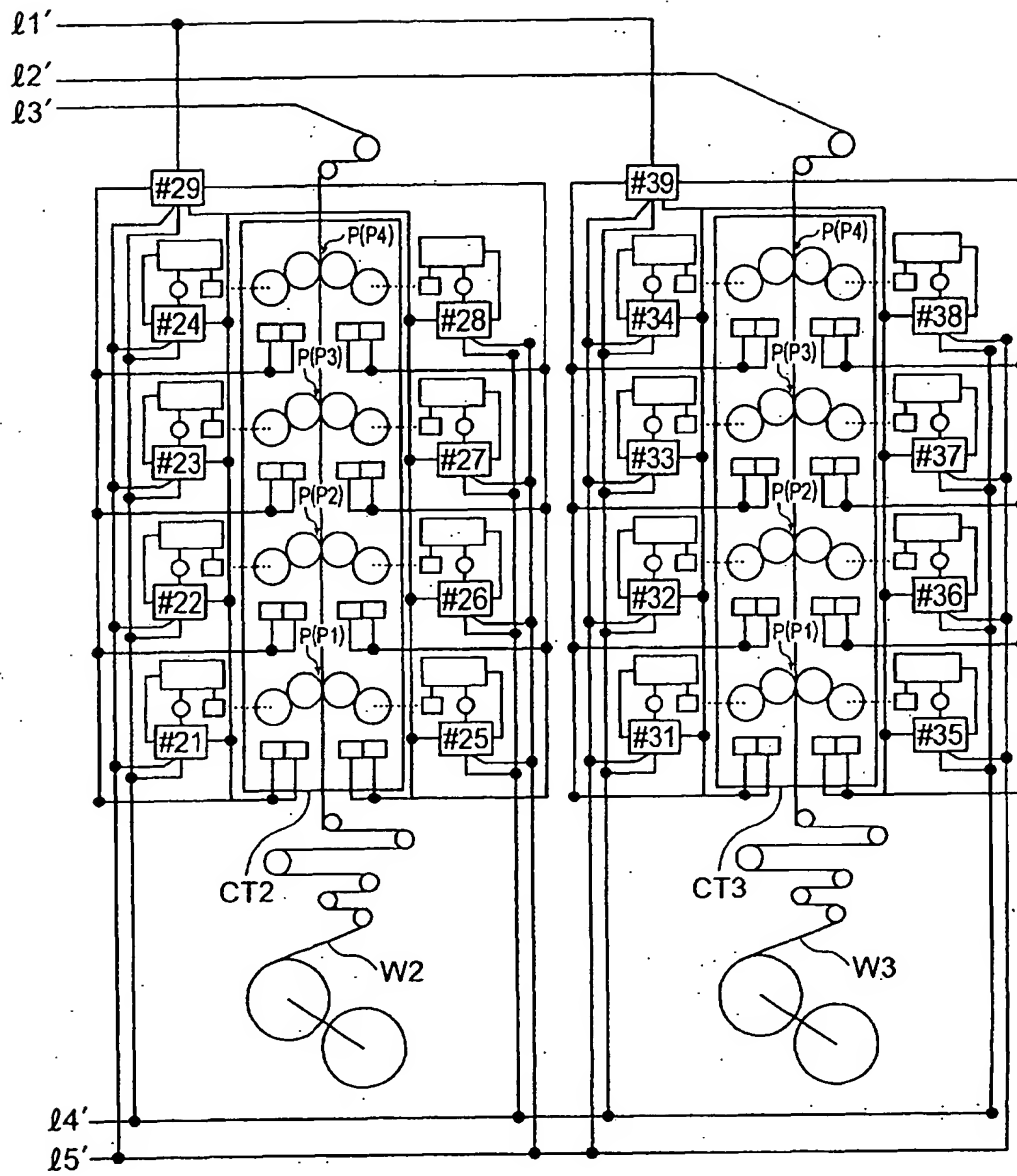 ℓ1′
ℓ2′
ℓ3′
#29 #39
P(P4) P(P4)
#24 #28 #34 #38
P(P3) P(P3)
#23 #27 #33 #37
P(P2) P(P2)
#22 #26 #32 #36
P(P1) P(P1)
#21 #25 #31 #35
CT2 CT3
W2 W3
ℓ4′
ℓ5′